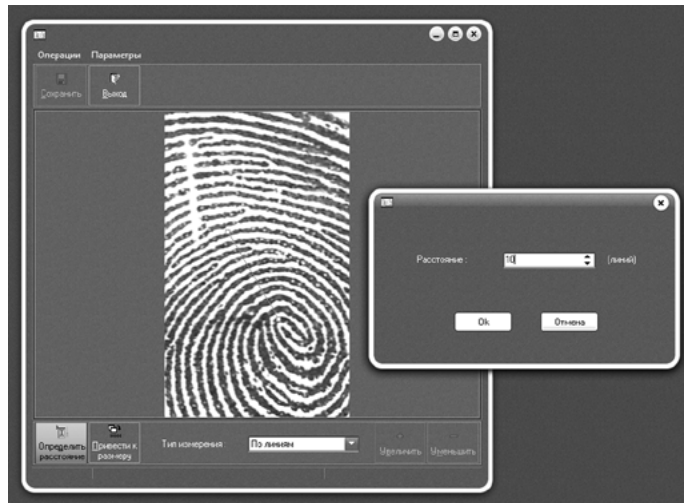 Операции Параметры
Сохранить Выход
Расстояние : 10 (линий)
Ok Отмена
Определить расстояние
Привести к размеру
Тип измерения По линиям
Увеличить Уменьшить